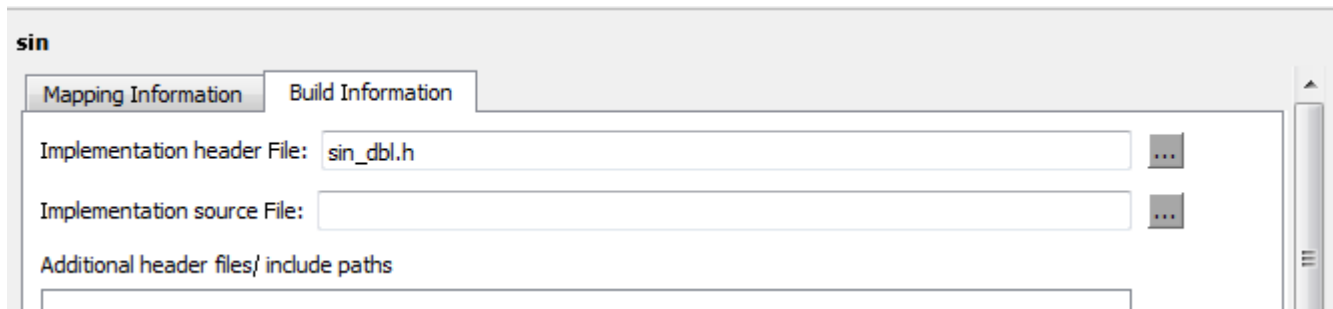 sin
Mapping Information Build Information
Implementation header File: sin_dbl.h ...
Implementation source File: ...
Additional header files/ include paths